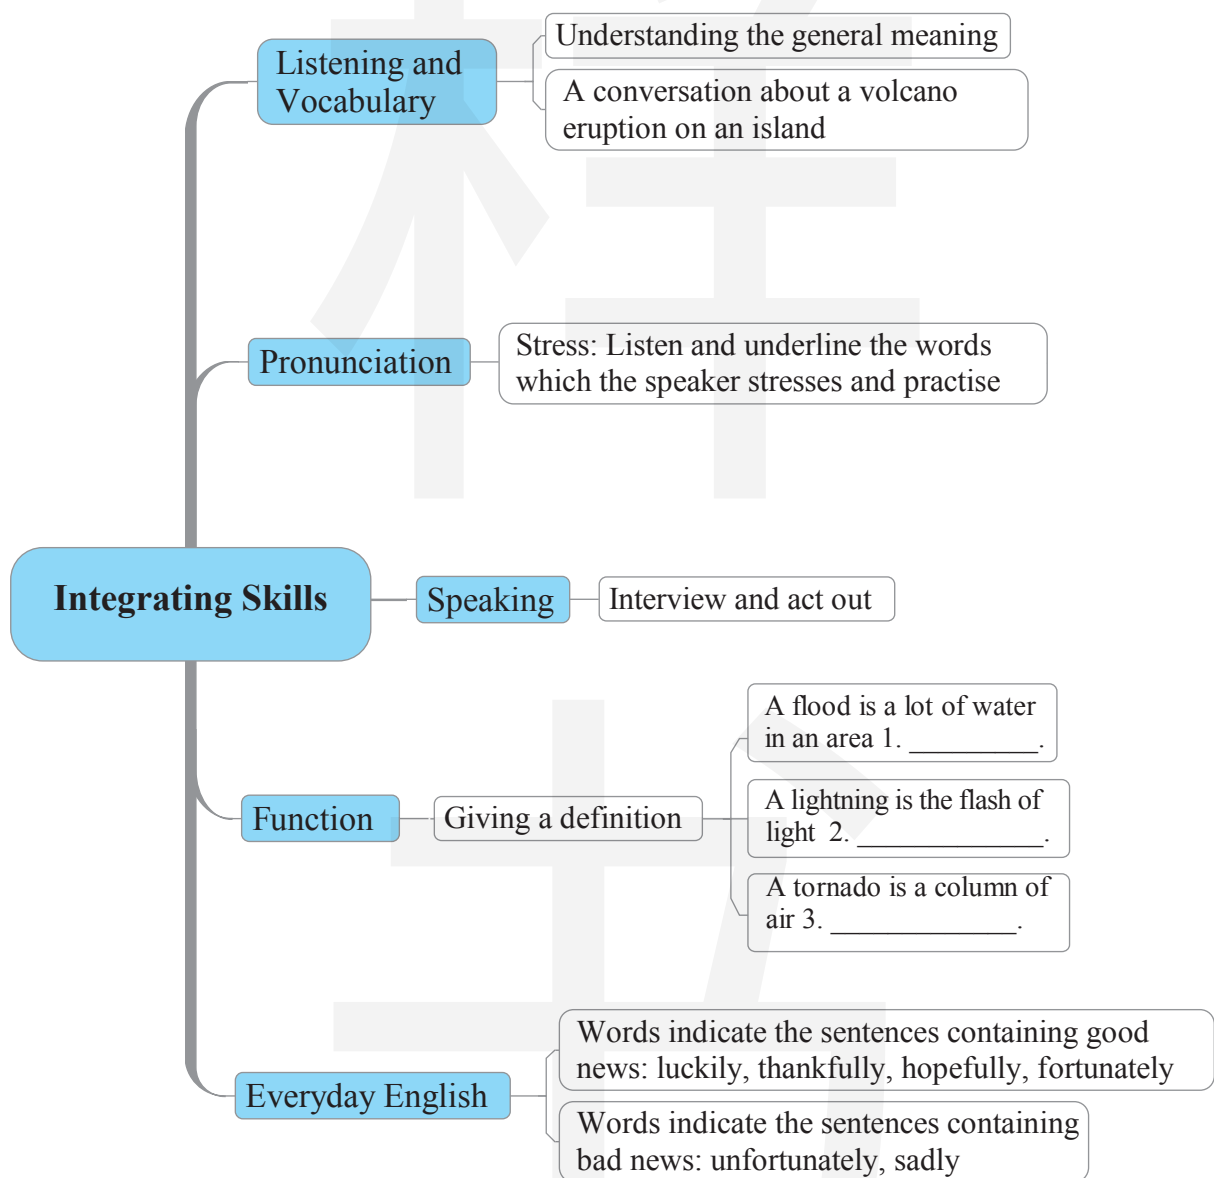 Understanding the general meaning
Listening and
Vocabulary
A conversation about a volcano
eruption on an island
Pronunciation
Stress: Listen and underline the words
which the speaker stresses and practise
Integrating Skills
Speaking
Interview and act out
Function
Giving a definition
A flood is a lot of water
in an area 1. _________.
A lightning is the flash of
light 2. _____________.
A tornado is a column of
air 3. _____________.
Everyday English
Words indicate the sentences containing good
news: luckily, thankfully, hopefully, fortunately
Words indicate the sentences containing
bad news: unfortunately, sadly